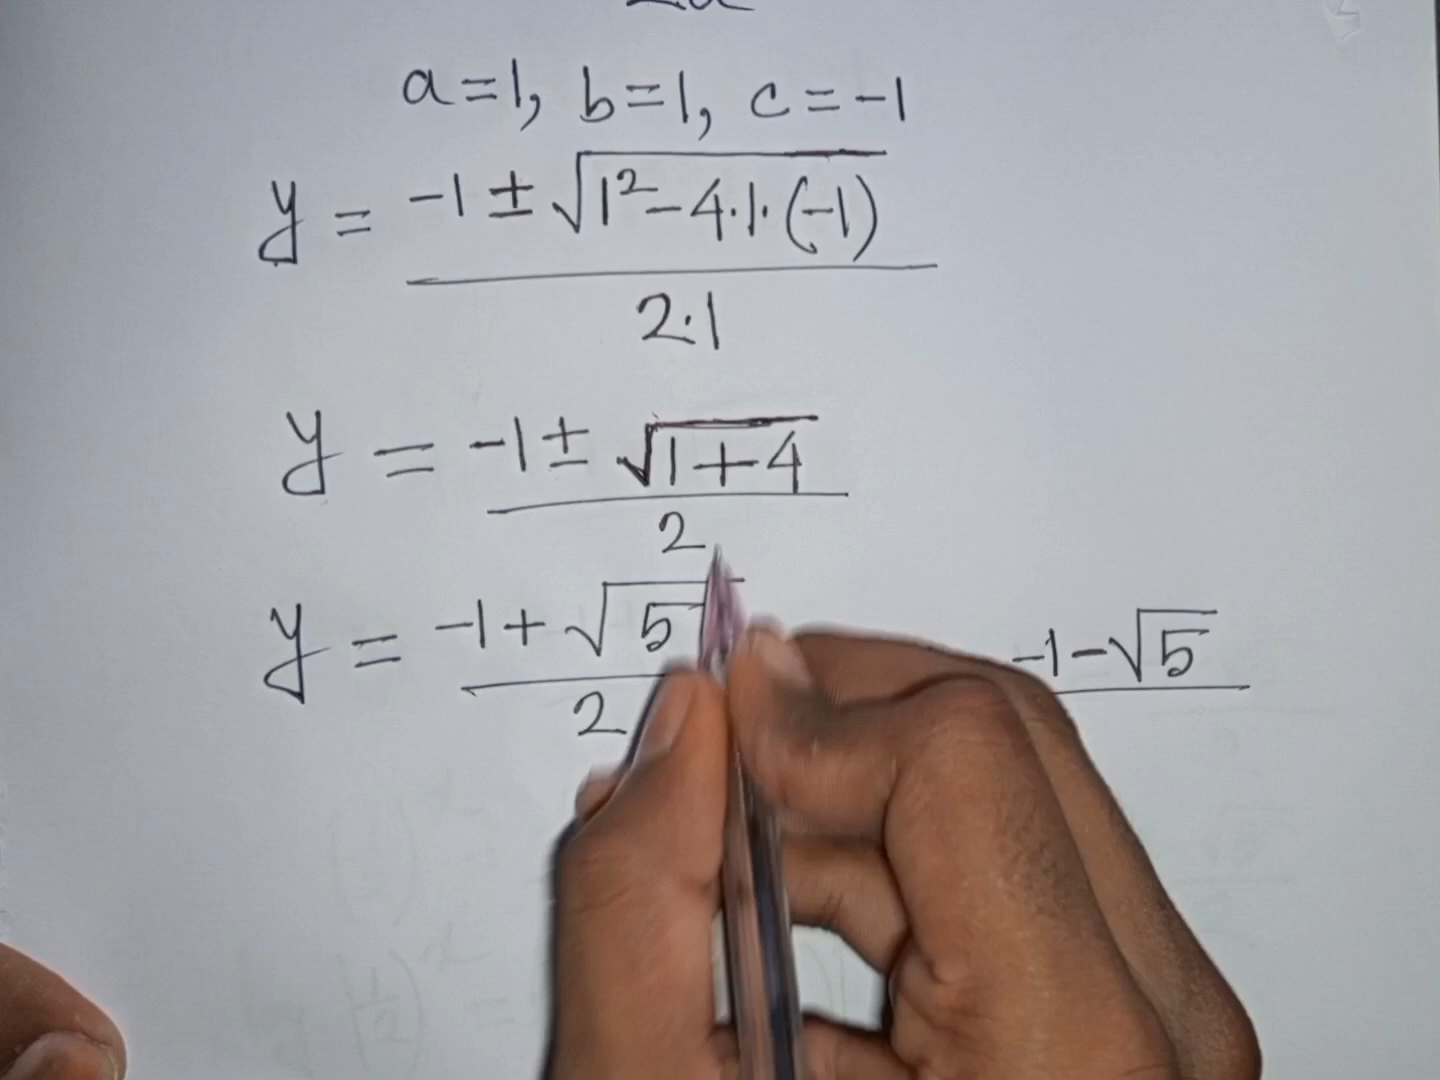 2a
a=1, b=1, c=-1
y = -1 ± √1² - 4·1·(-1)
2·1
y = -1 ± √1+4
2
y = -1 + √5 -1-√5
2